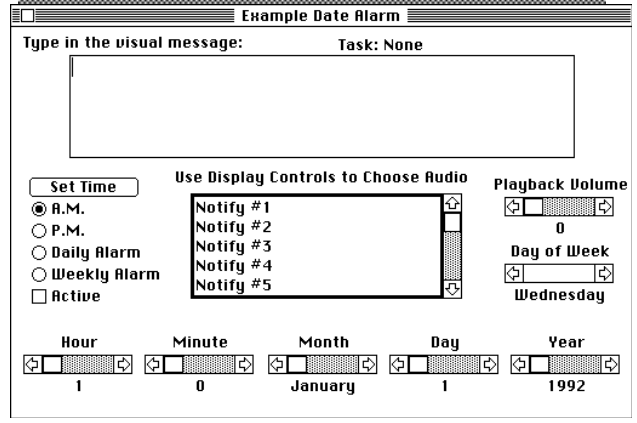 Example Date Alarm
Type in the visual message:
Task: None
Set Time
A.M.
P.M.
Daily Alarm
Weekly Alarm
Active
Use Display Controls to Choose Audio
Notify #1
Notify #2
Notify #3
Notify #4
Notify #5
Playback Volume
0
Day of Week
Wednesday
Hour
1
Minute
0
Month
January
Day
1
Year
1992